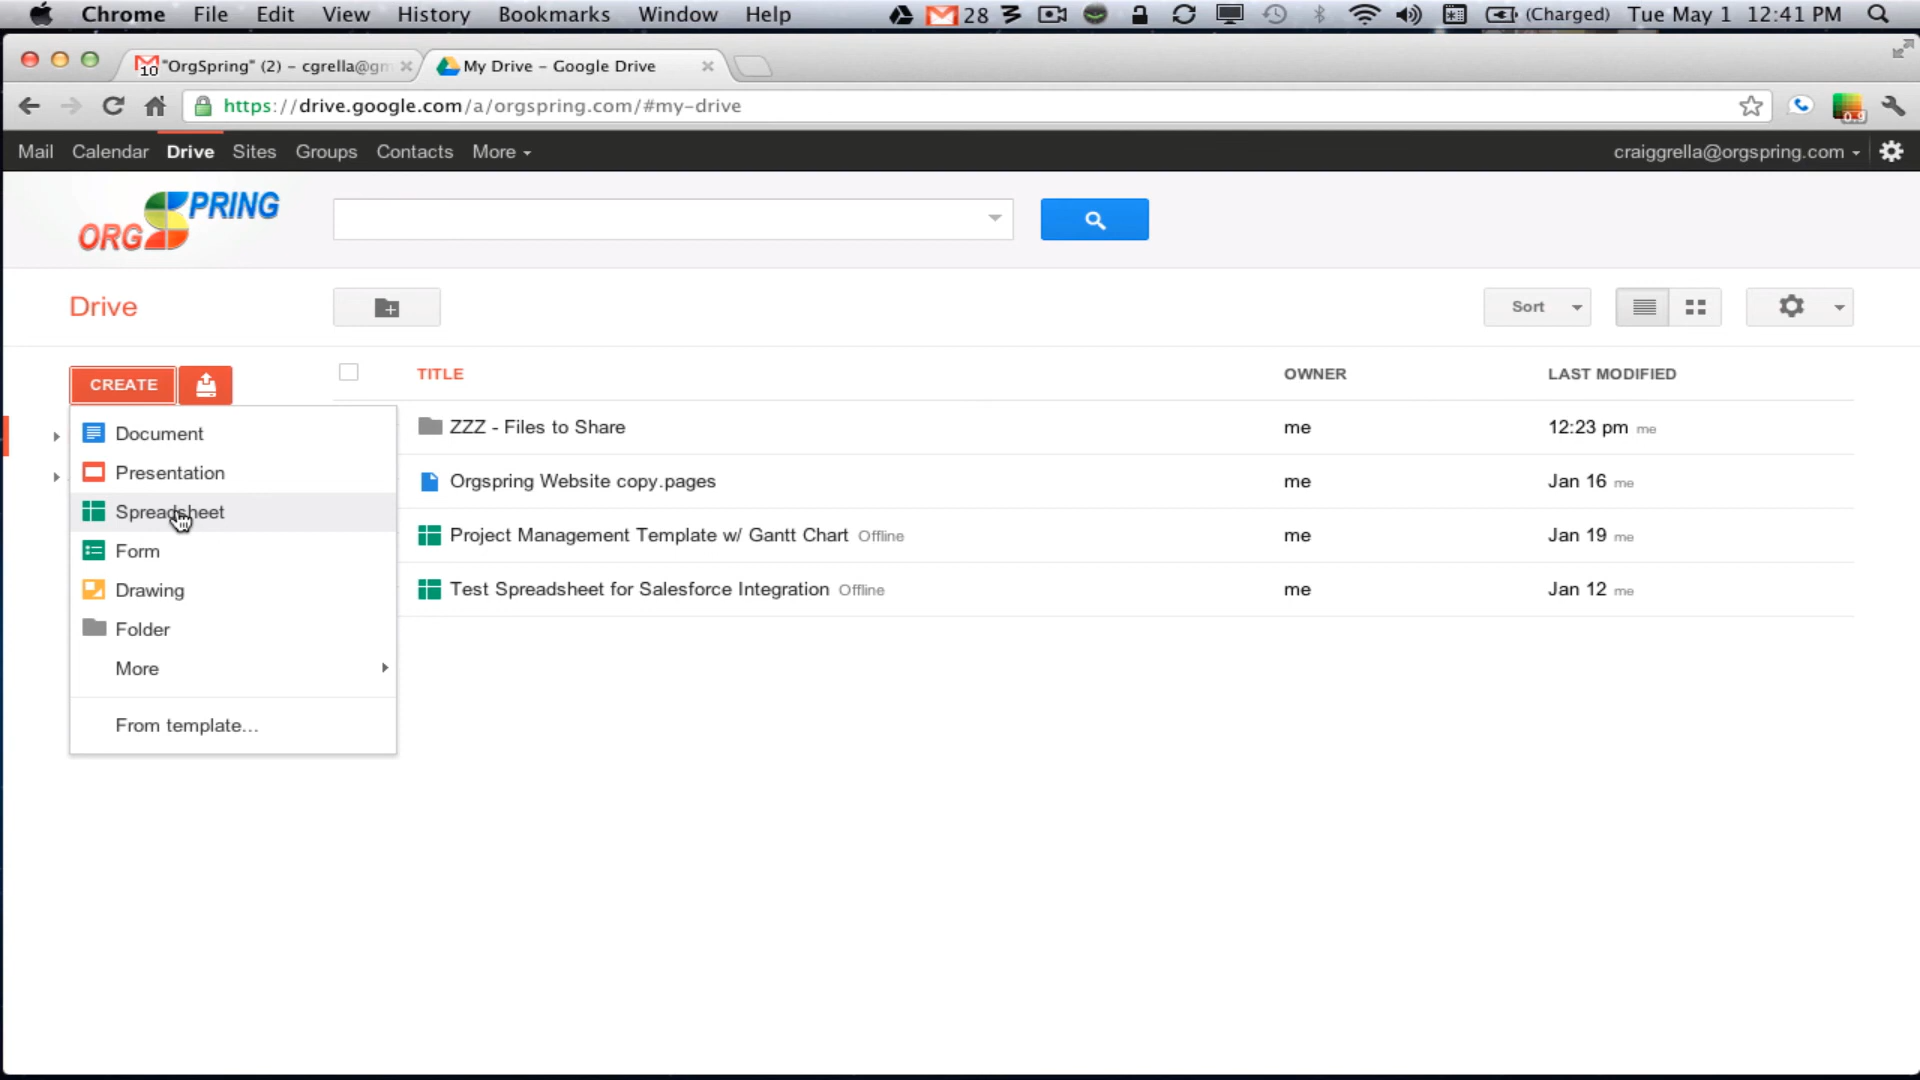 Chrome File Edit View History Bookmarks Window Help 28 (Charged) Tue May 1 12:41 PM
10 "OrgSpring" (2) – cgrella@gm My Drive – Google Drive
https://drive.google.com/a/orgspring.com/#my-drive 0.9
Mail Calendar Drive Sites Groups Contacts More craiggrella@orgspring.com
ORG SPRING
Drive Sort
CREATE TITLE OWNER LAST MODIFIED
Document ZZZ - Files to Share me 12:23 pm me
Presentation Orgspring Website copy.pages me Jan 16 me
Spreadsheet Project Management Template w/ Gantt Chart Offline me Jan 19 me
Form
Drawing Test Spreadsheet for Salesforce Integration Offline me Jan 12 me
Folder
More
From template...